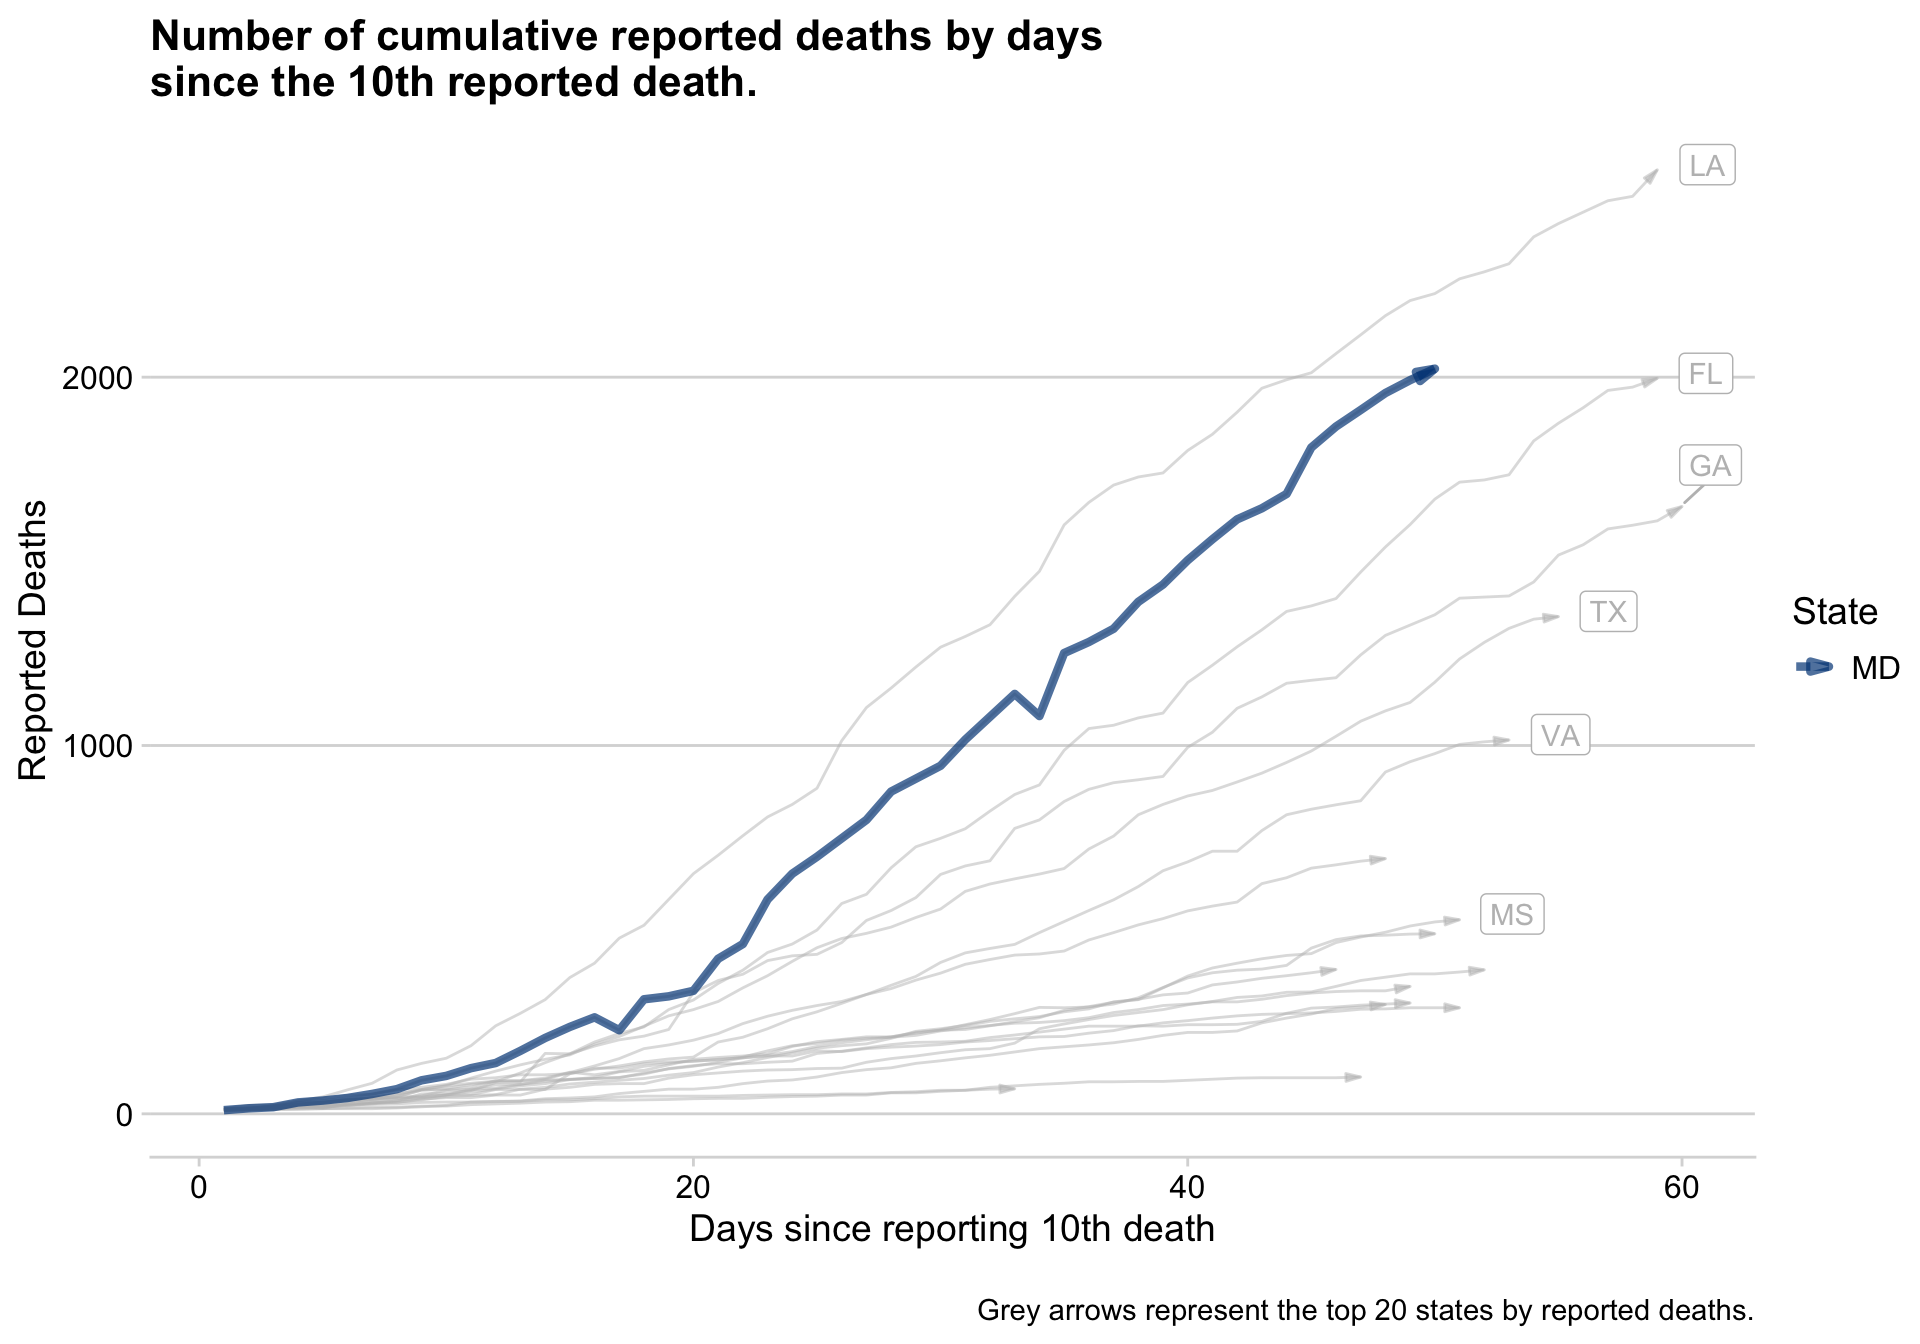 Number of cumulative reported deaths by days
since the 10th reported death.
LA
2000
FL
GA
Reported Deaths
TX
State
MD
1000
VA
MS
0
0 20 40 60
Days since reporting 10th death
Grey arrows represent the top 20 states by reported deaths.